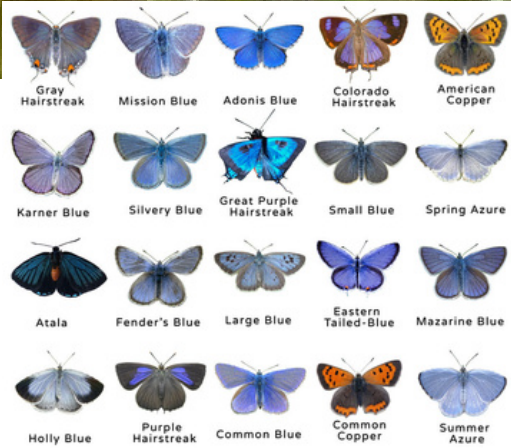 Gray
Hairstreak
Mission Blue
Adonis Blue
Colorado
Hairstreak
American
Copper
Karner Blue
Silvery Blue
Great Purple
Hairstreak
Small Blue
Spring Azure
Atala
Fender's Blue
Large Blue
Eastern
Tailed-Blue
Mazarine Blue
Holly Blue
Purple
Hairstreak
Common Blue
Common
Copper
Summer
Azure